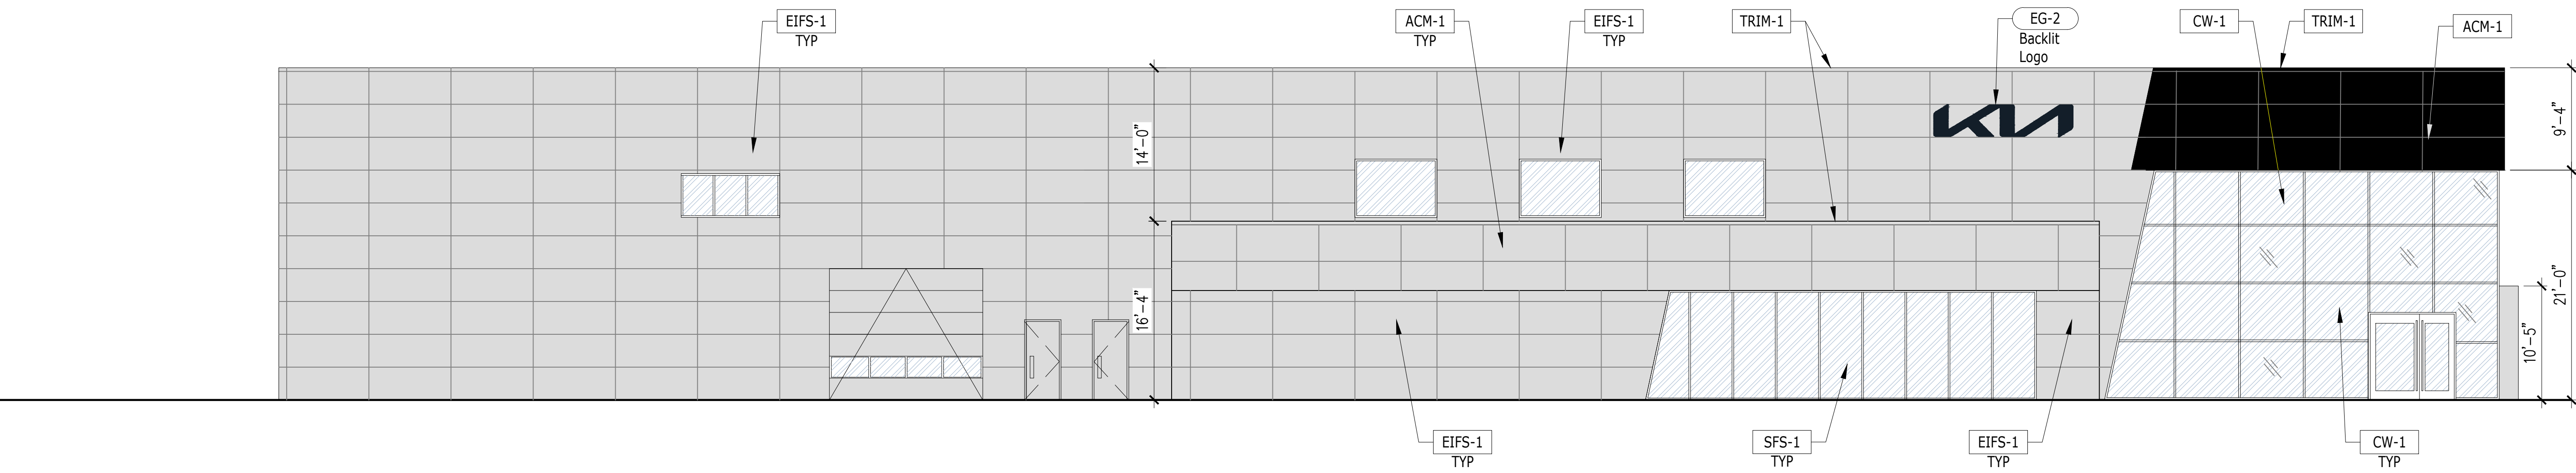 EIFS-1
TYP
ACM-1
TYP
EIFS-1
TYP
TRIM-1
EG-2
Backlit
Logo
CW-1
TRIM-1
ACM-1
KIA
14'-0"
16'-4"
9'-4"
21'-0"
10'-5"
EIFS-1
TYP
SFS-1
TYP
EIFS-1
TYP
CW-1
TYP